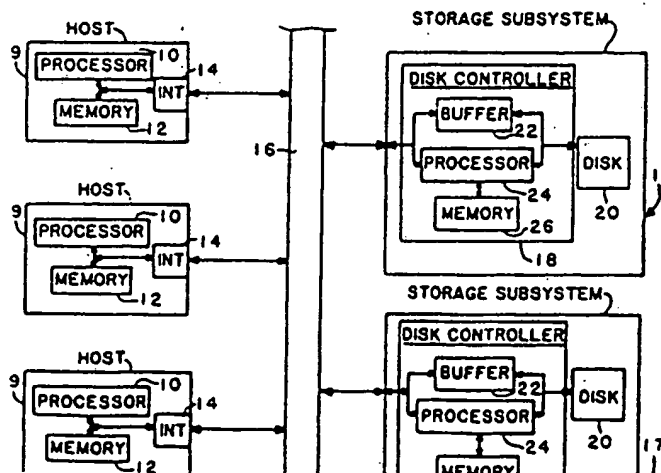 HOST
9
10
PROCESSOR
14
INT
MEMORY
12
HOST
9
10
PROCESSOR
14
INT
MEMORY
12
HOST
9
10
PROCESSOR
14
INT
MEMORY
12
16
STORAGE SUBSYSTEM
DISK CONTROLLER
BUFFER
22
PROCESSOR
24
MEMORY
26
18
DISK
20
STORAGE SUBSYSTEM
DISK CONTROLLER
BUFFER
22
PROCESSOR
24
MEMORY
DISK
20
17